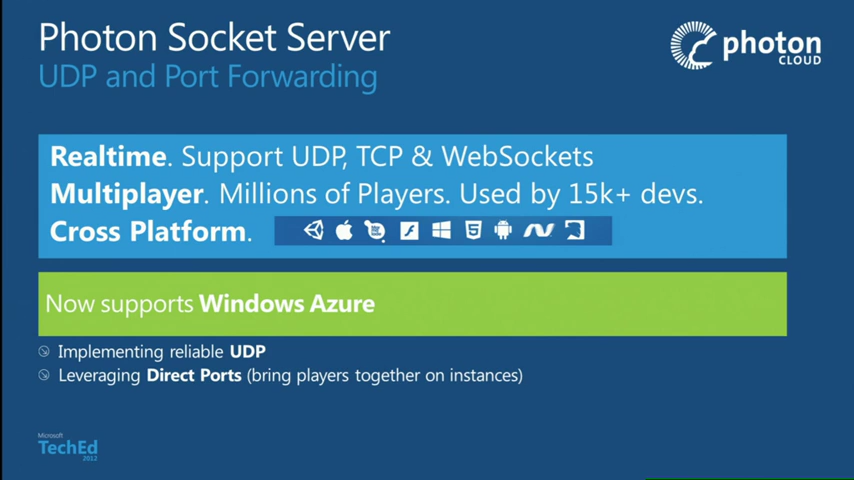 Photon Socket Server
UDP and Port Forwarding
photon
CLOUD
Realtime. Support UDP, TCP & WebSockets
Multiplayer. Millions of Players. Used by 15k+ devs.
Cross Platform.
Now supports Windows Azure
Implementing reliable UDP
Leveraging Direct Ports (bring players together on instances)
Microsoft
TechEd
2012